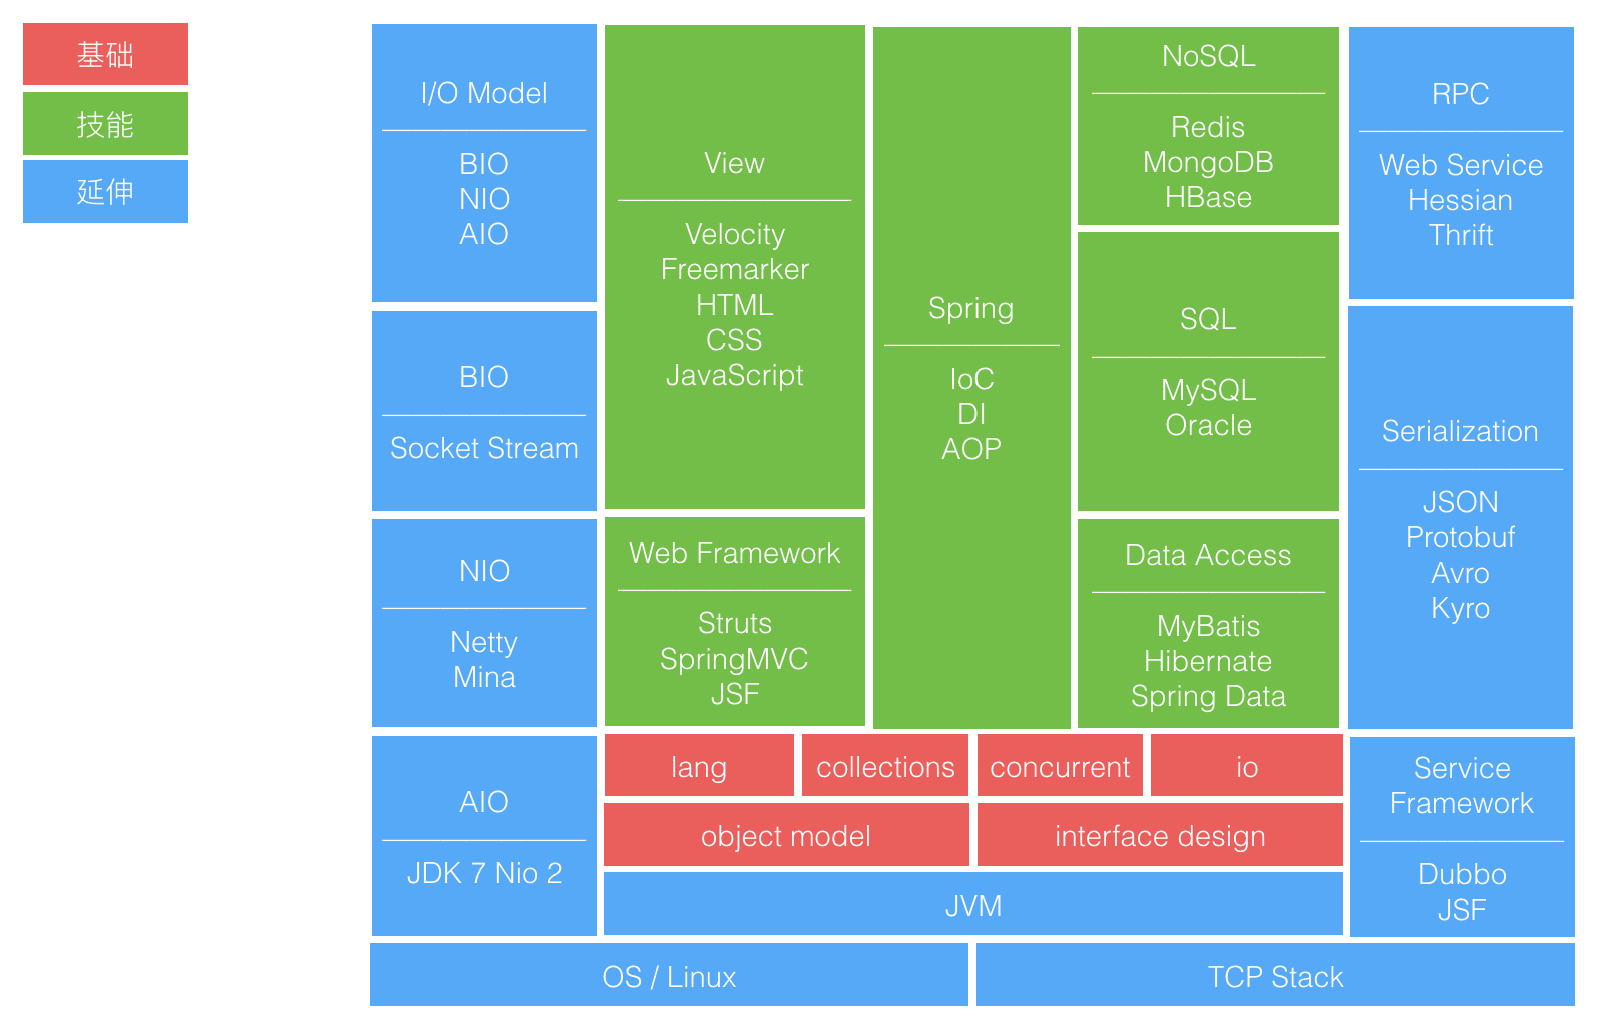 基础
技能
延伸
I/O Model
BIO
NIO
AIO
BIO
Socket Stream
NIO
Netty
Mina
AIO
JDK 7 Nio 2
View
Velocity
Freemarker
HTML
CSS
JavaScript
Web Framework
Struts
SpringMVC
JSF
Spring
IoC
DI
AOP
NoSQL
Redis
MongoDB
HBase
SQL
MySQL
Oracle
Data Access
MyBatis
Hibernate
Spring Data
RPC
Web Service
Hessian
Thrift
Serialization
JSON
Protobuf
Avro
Kyro
Service
Framework
Dubbo
JSF
lang
collections
concurrent
io
object model
interface design
JVM
OS / Linux
TCP Stack